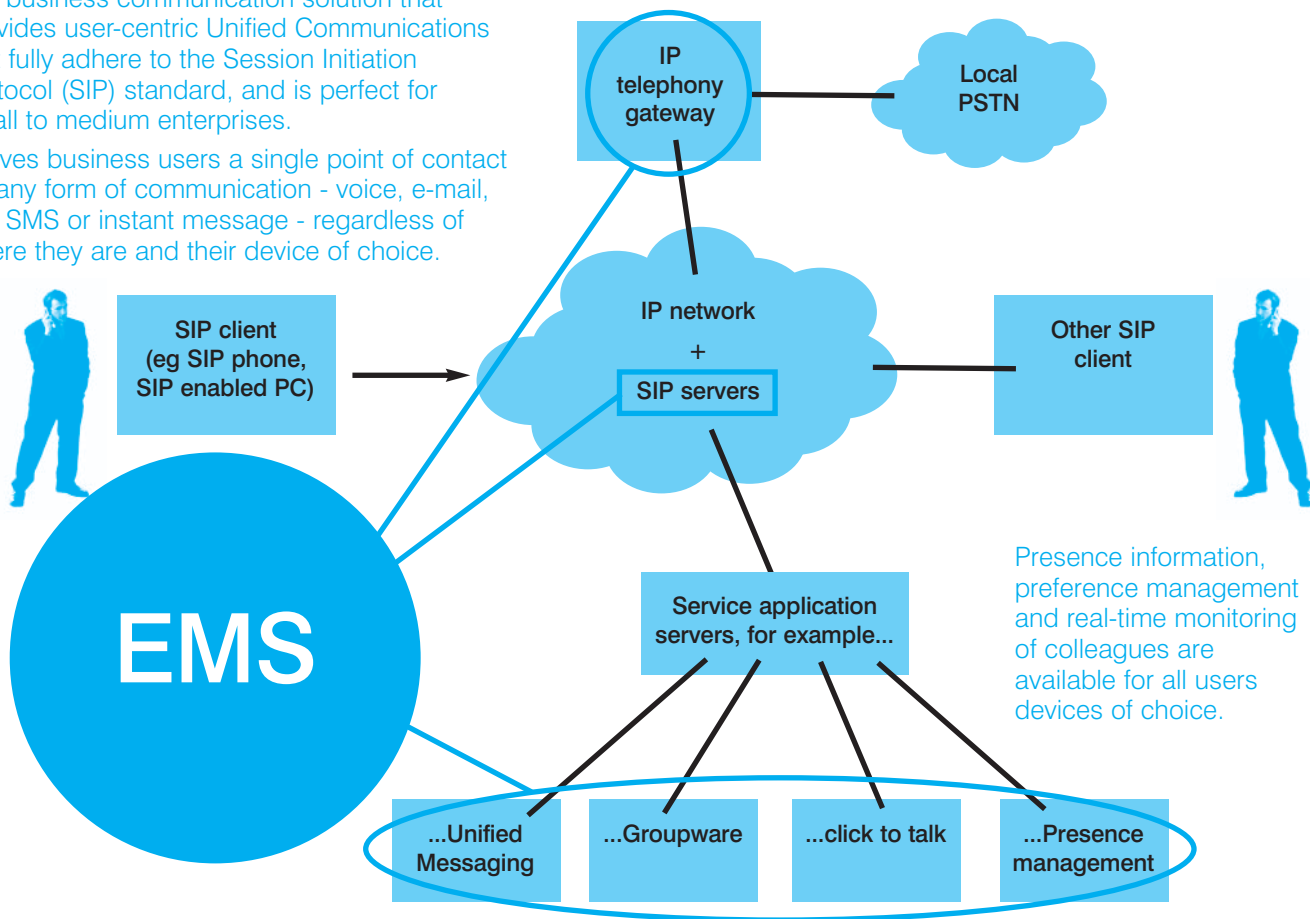 business communication solution that
user-centric Unified Communications
fully adhere to the Session Initiation
(SIP) standard, and is perfect for
to medium enterprises.
business users a single point of contact
any form of communication - voice, e-mail,
SMS or instant message - regardless of
they are and their device of choice.
IP
telephony
gateway
Local
PSTN
SIP client
(eg SIP phone,
SIP enabled PC)
IP network
+
SIP servers
Other SIP
client
EMS
Service application
servers, for example...
Presence information,
preference management
and real-time monitoring
of colleagues are
available for all users
devices of choice.
...Unified
Messaging
...Groupware
...click to talk
...Presence
management